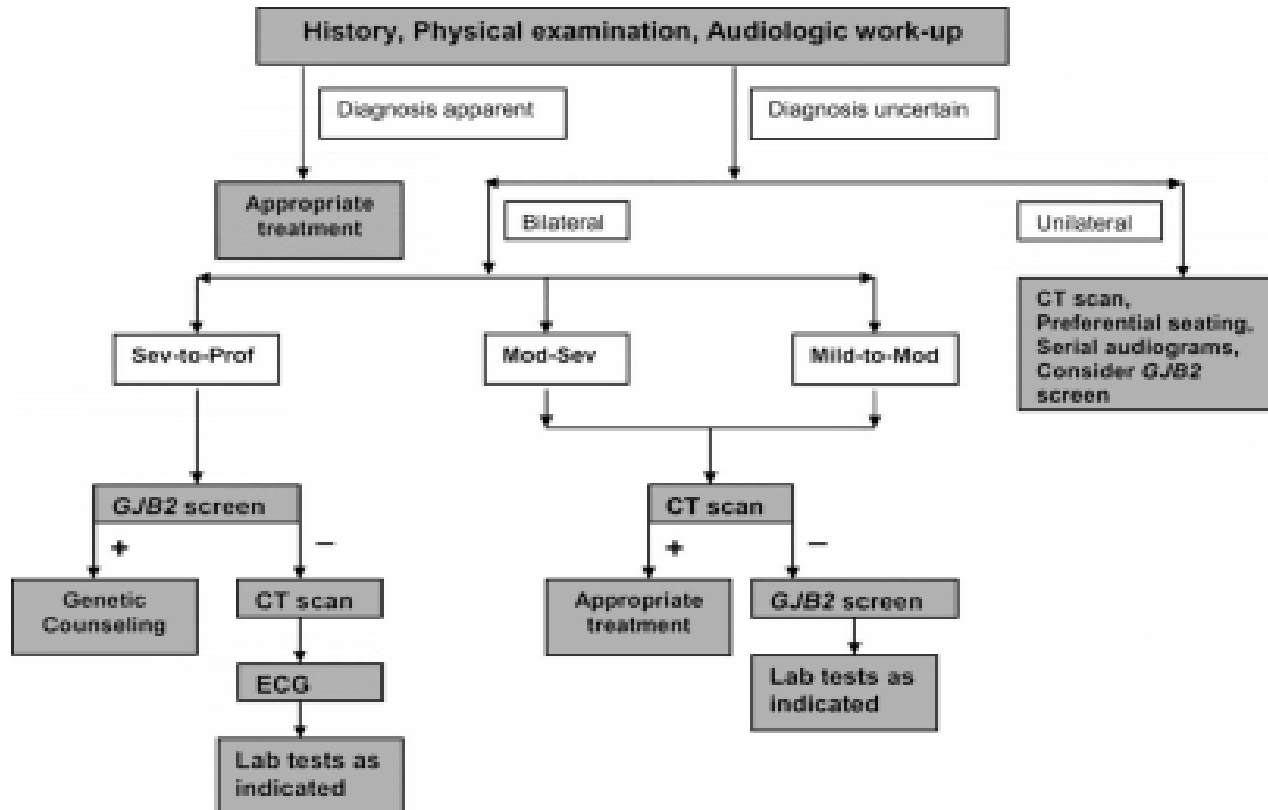 History, Physical examination, Audiologic work-up
Diagnosis apparent
Diagnosis uncertain
Appropriate
treatment
Bilateral
Unilateral
CT scan,
Preferential seating,
Serial audiograms,
Consider GJB2
screen
Sev-to-Prof
Mod-Sev
Mild-to-Mod
GJB2 screen
CT scan
+
−
+
−
Genetic
Counseling
CT scan
Appropriate
treatment
GJB2 screen
ECG
Lab tests as
indicated
Lab tests as
indicated